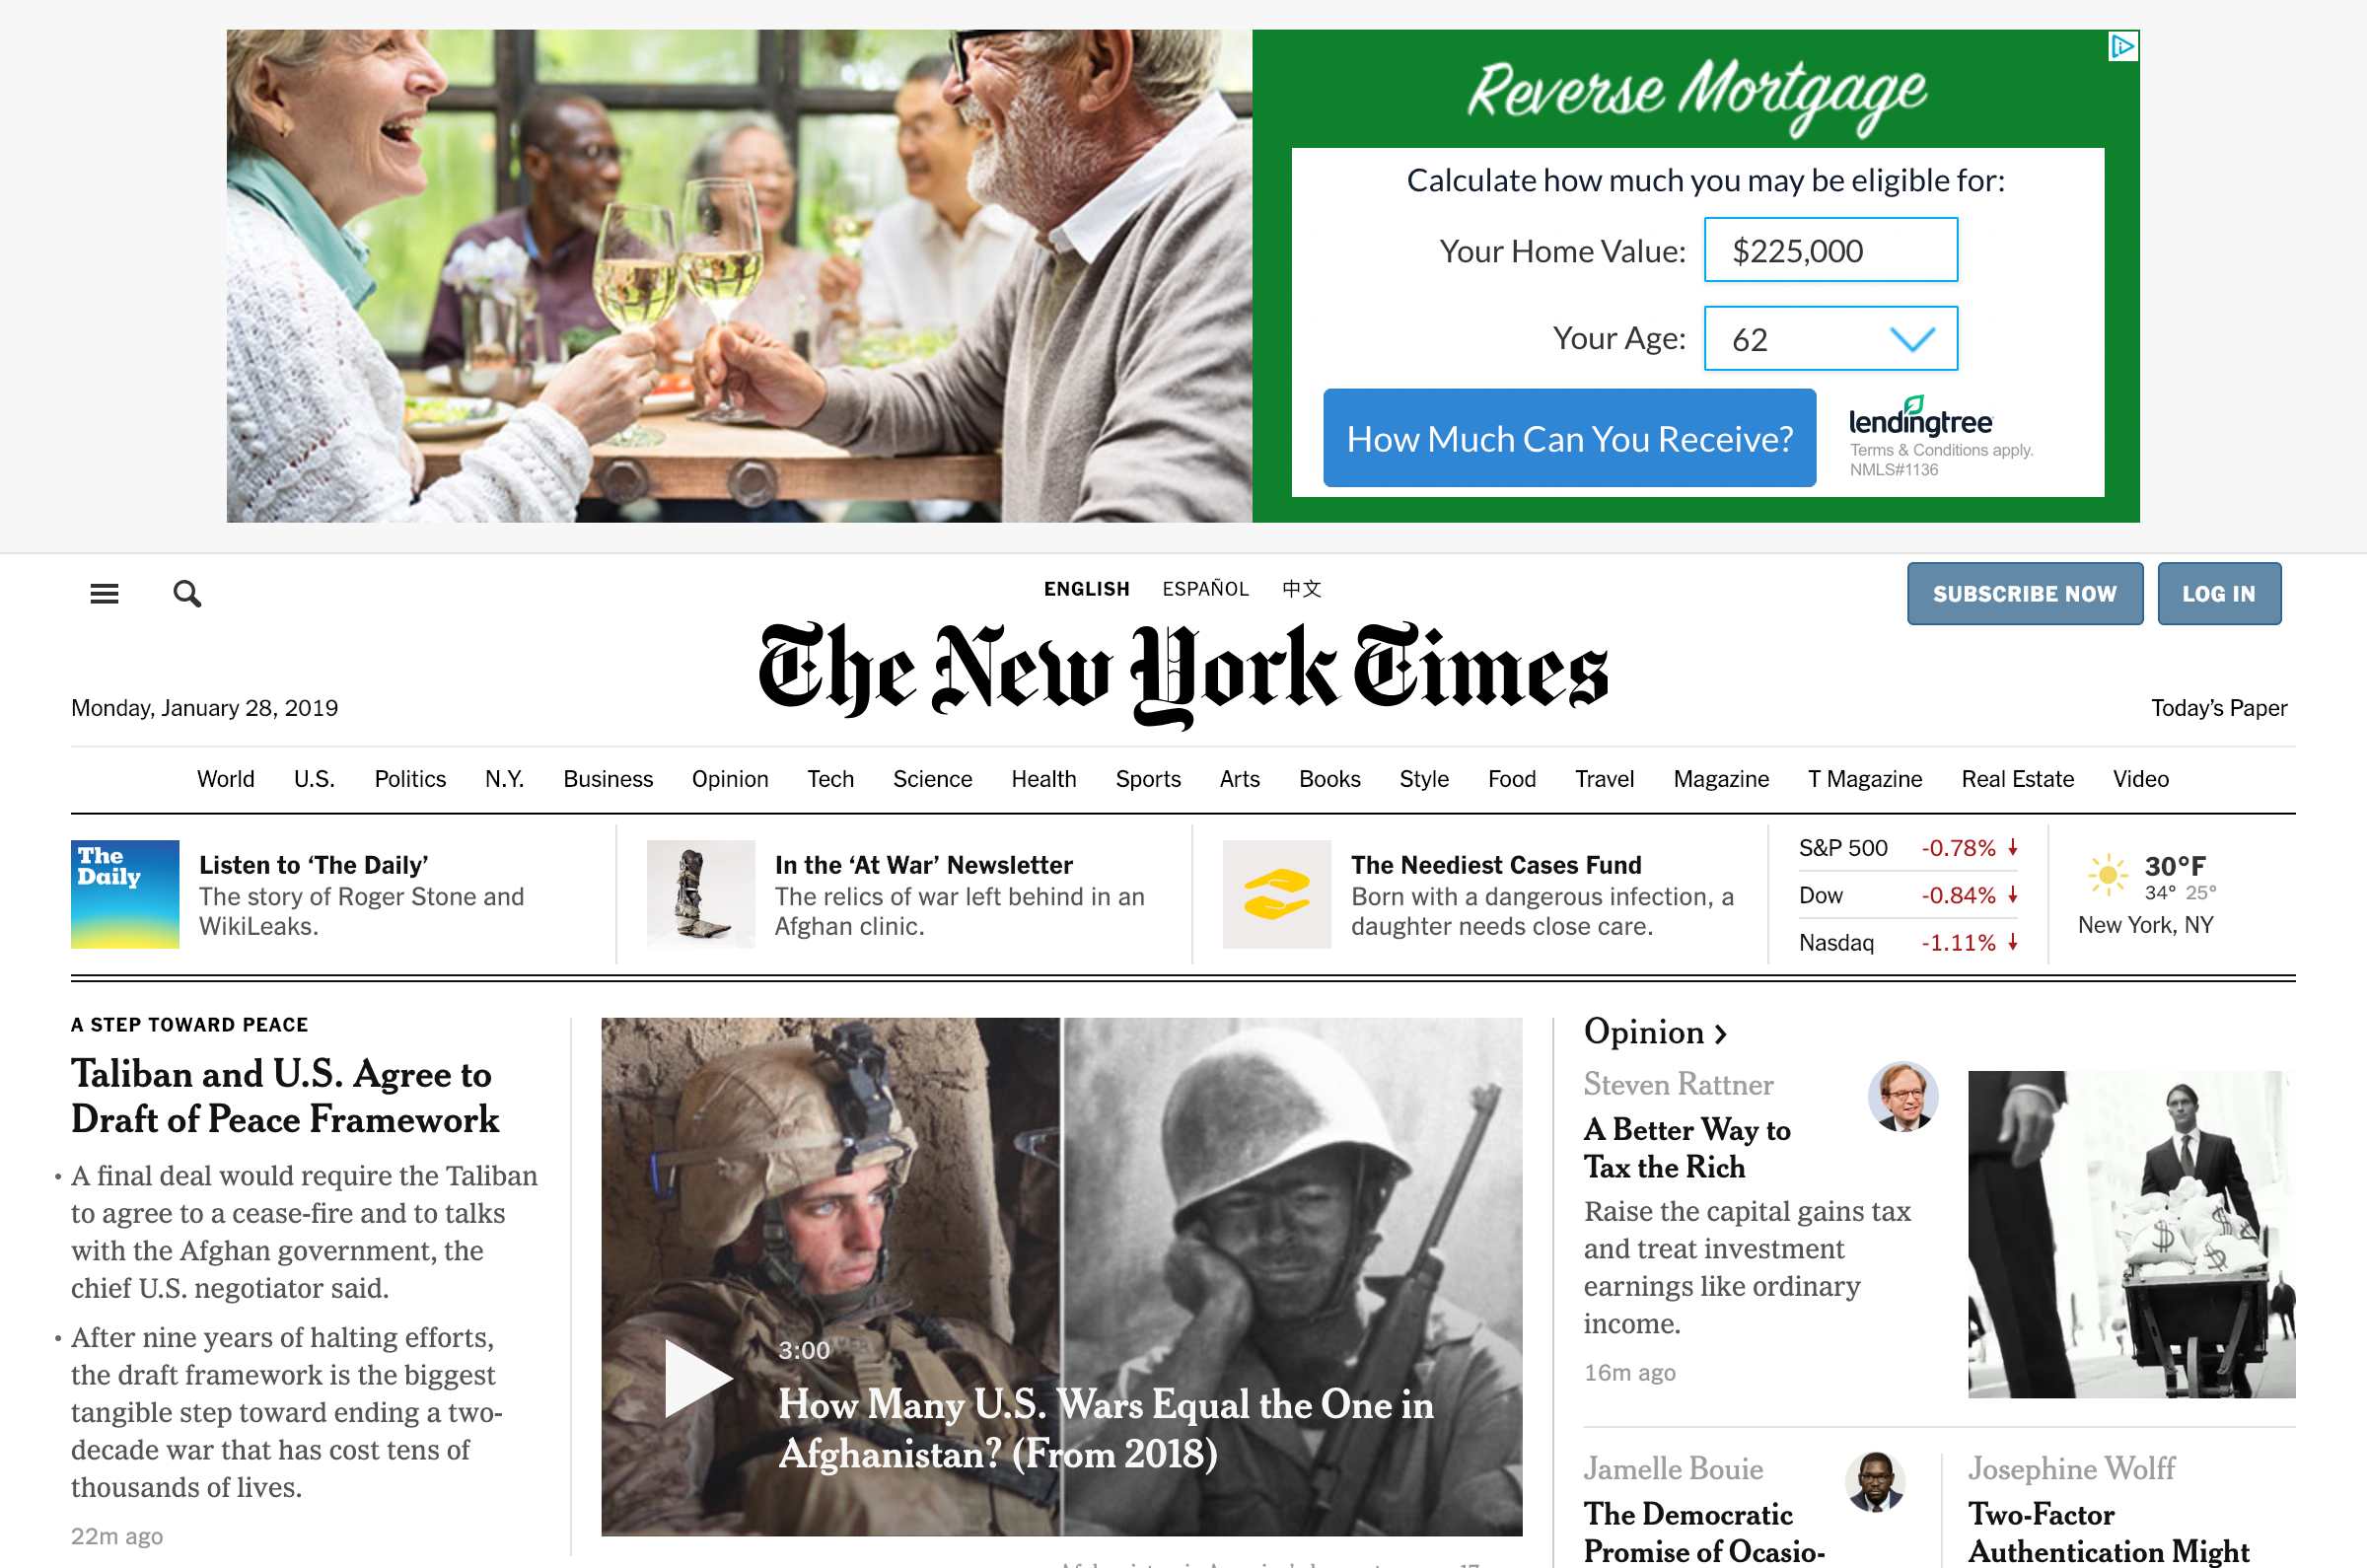 Reverse Mortgage
Calculate how much you may be eligible for:
Your Home Value: $225,000
Your Age: 62
How Much Can You Receive?
lendingtree
Terms & Conditions apply.
NMLS#1136
ENGLISH ESPAÑOL 中文
SUBSCRIBE NOW LOG IN
The New York Times
Monday, January 28, 2019
Today’s Paper
World U.S. Politics N.Y. Business Opinion Tech Science Health Sports Arts Books Style Food Travel Magazine T Magazine Real Estate Video
The
Daily
Listen to ‘The Daily’
The story of Roger Stone and
WikiLeaks.
In the ‘At War’ Newsletter
The relics of war left behind in an
Afghan clinic.
The Neediest Cases Fund
Born with a dangerous infection, a
daughter needs close care.
S&P 500 -0.78% ↓
Dow -0.84% ↓
Nasdaq -1.11% ↓
30°F
34° 25°
New York, NY
A STEP TOWARD PEACE
Taliban and U.S. Agree to
Draft of Peace Framework
• A final deal would require the Taliban
to agree to a cease-fire and to talks
with the Afghan government, the
chief U.S. negotiator said.
• After nine years of halting efforts,
the draft framework is the biggest
tangible step toward ending a two-
decade war that has cost tens of
thousands of lives.
22m ago
3:00
How Many U.S. Wars Equal the One in
Afghanistan? (From 2018)
Opinion >
Steven Rattner
A Better Way to
Tax the Rich
Raise the capital gains tax
and treat investment
earnings like ordinary
income.
16m ago
$ $ $
Jamelle Bouie
The Democratic
Promise of Ocasio-
Josephine Wolff
Two-Factor
Authentication Might